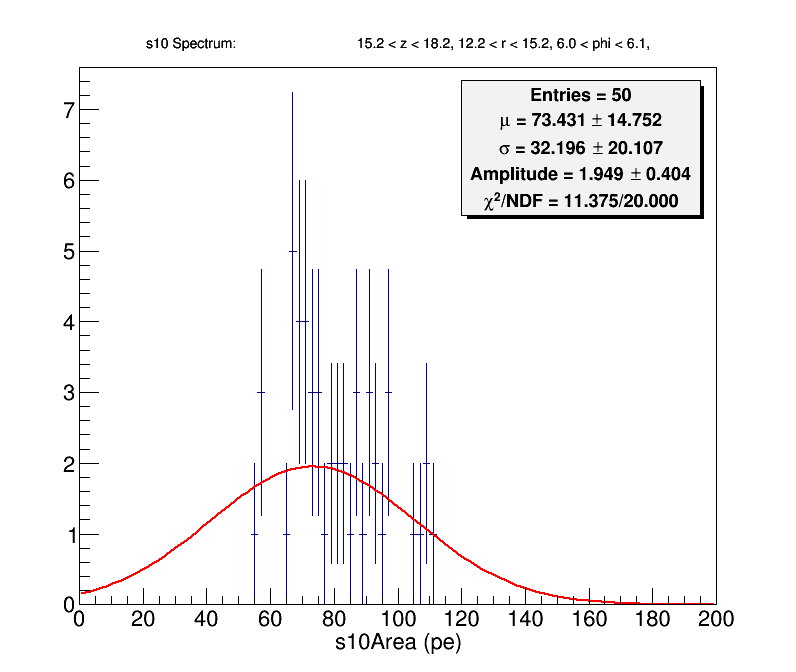 s10 Spectrum: 15.2 < z < 18.2, 12.2 < r < 15.2, 6.0 < phi < 6.1,
Entries = 50
μ = 73.431 ± 14.752
σ = 32.196 ± 20.107
Amplitude = 1.949 ± 0.404
χ²/NDF = 11.375/20.000
7
6
5
4
3
2
1
0
0 20 40 60 80 100 120 140 160 180 200
s10Area (pe)